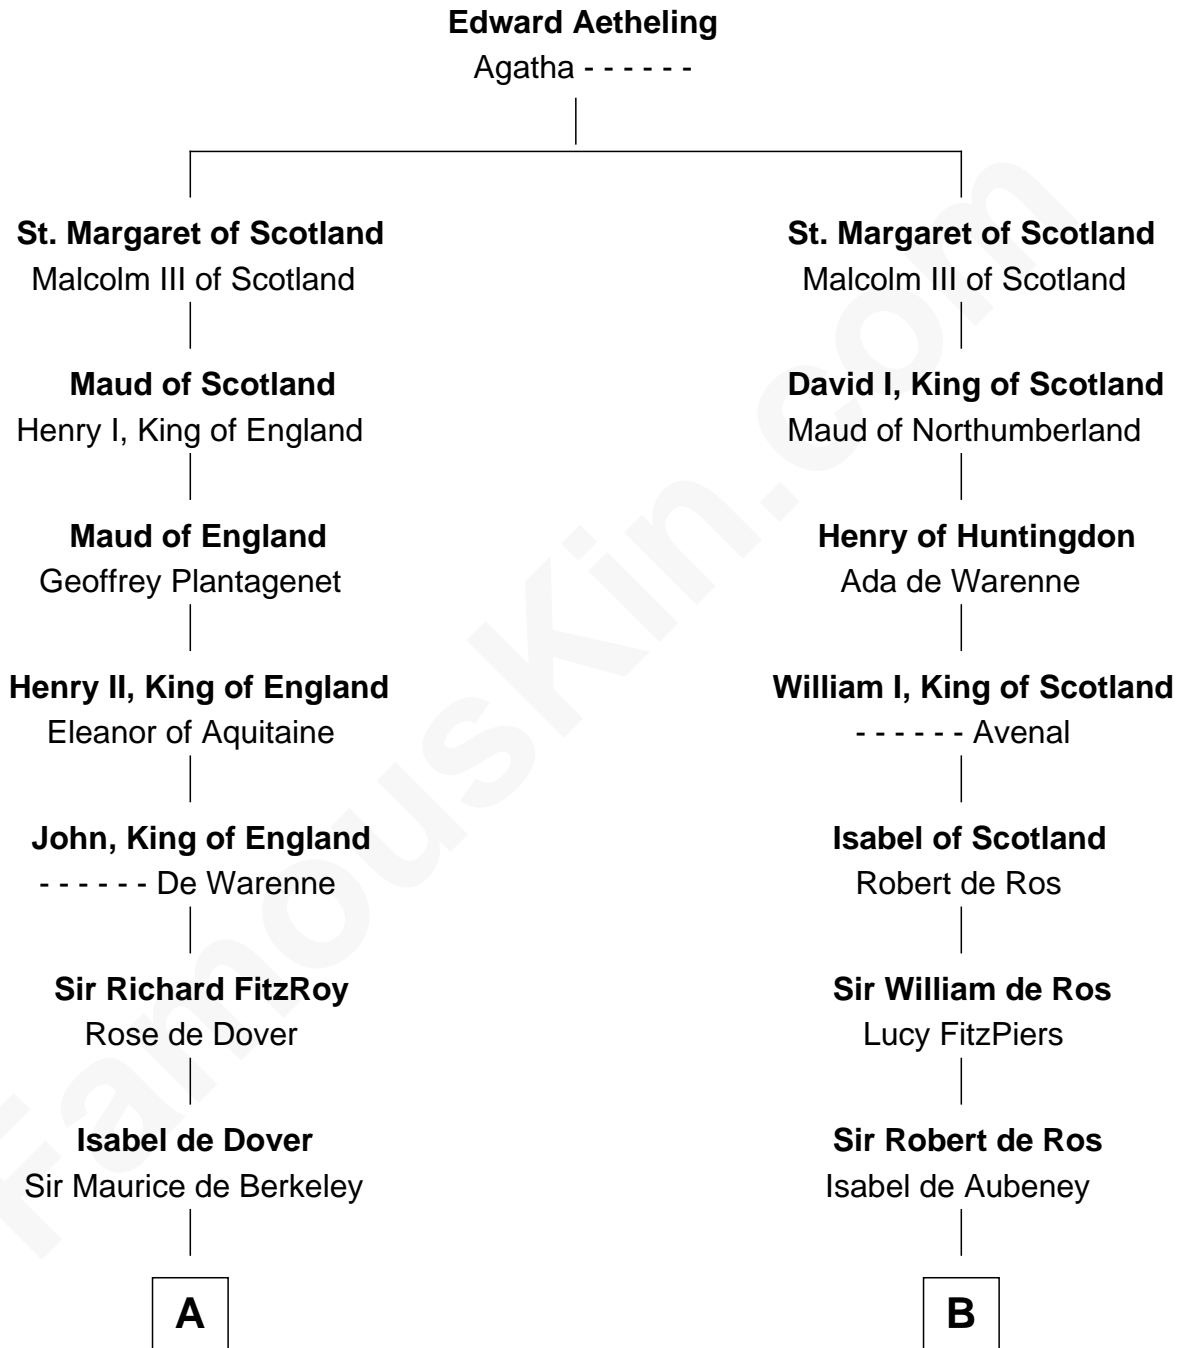 Edward Aetheling
Agatha - - - - - -
St. Margaret of Scotland
Malcolm III of Scotland
St. Margaret of Scotland
Malcolm III of Scotland
Maud of Scotland
Henry I, King of England
David I, King of Scotland
Maud of Northumberland
Maud of England
Geoffrey Plantagenet
Henry of Huntingdon
Ada de Warenne
Henry II, King of England
Eleanor of Aquitaine
William I, King of Scotland
- - - - - - Avenal
John, King of England
- - - - - - De Warenne
Isabel of Scotland
Robert de Ros
Sir Richard FitzRoy
Rose de Dover
Sir William de Ros
Lucy FitzPiers
Isabel de Dover
Sir Maurice de Berkeley
Sir Robert de Ros
Isabel de Aubeney
A
B
FamousKin.com